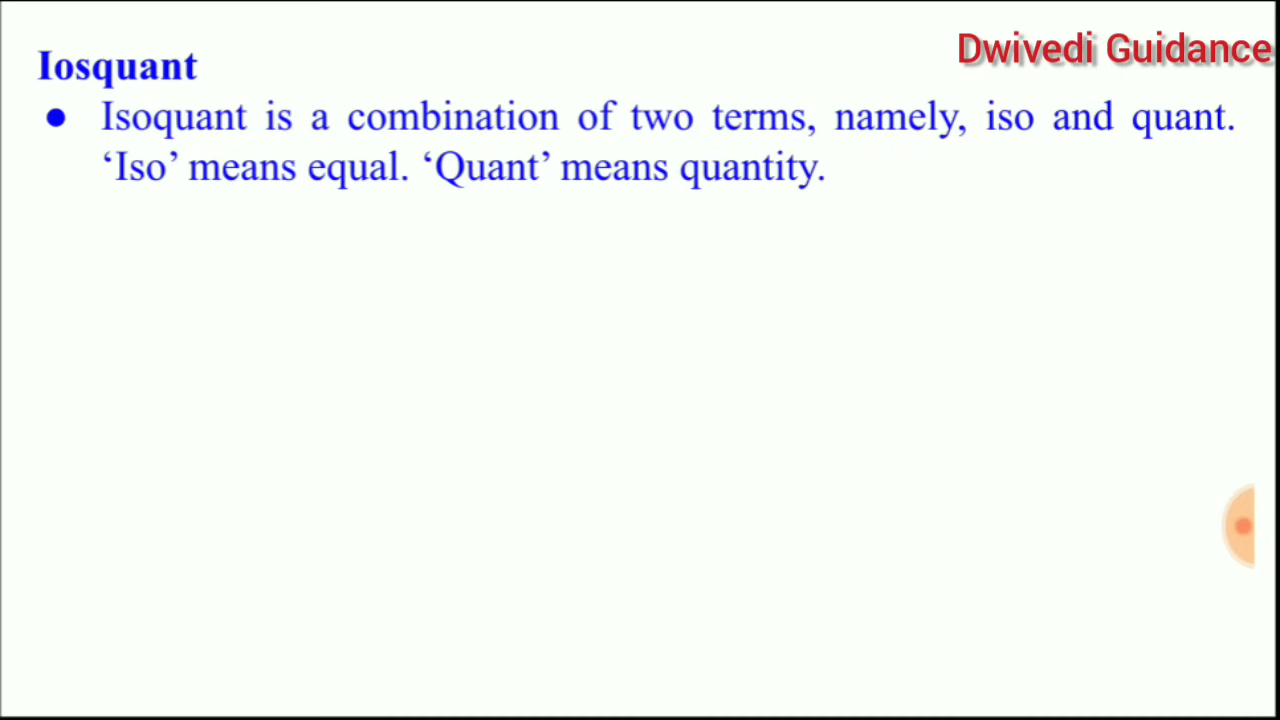 Dwivedi Guidance
Iosquant
● Isoquant is a combination of two terms, namely, iso and quant.
‘Iso’ means equal. ‘Quant’ means quantity.